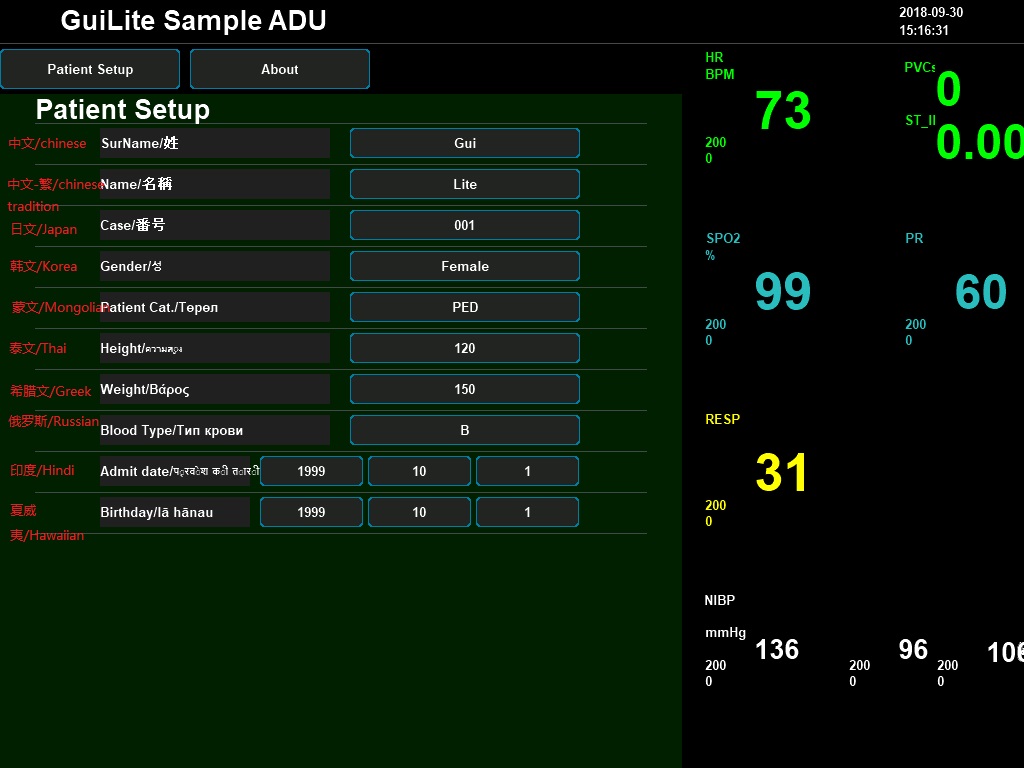 GuiLite Sample ADU
2018-09-30
15:16:31
Patient Setup
About
Patient Setup
中文/chinese
SurName/姓
Gui
中文-繁/chinese
tradition
Name/名稱
Lite
日文/Japan
Case/番号
001
韩文/Korea
Gender/성
Female
蒙文/Mongolian
Patient Cat./Төрөл
PED
泰文/Thai
Height/ความสูง
120
希腊文/Greek
Weight/Βάρος
150
俄罗斯/Russian
Blood Type/Тип крови
B
印度/Hindi
Admit date/
1999
10
1
夏威
夷/Hawaiian
Birthday/lā hānau
1999
10
1
HR
BPM
73
200
0
PVCs
0
ST_II
0.00
SPO2
%
99
200
0
PR
60
200
0
RESP
31
200
0
NIBP
mmHg
136
200
0
96
200
0
200
0